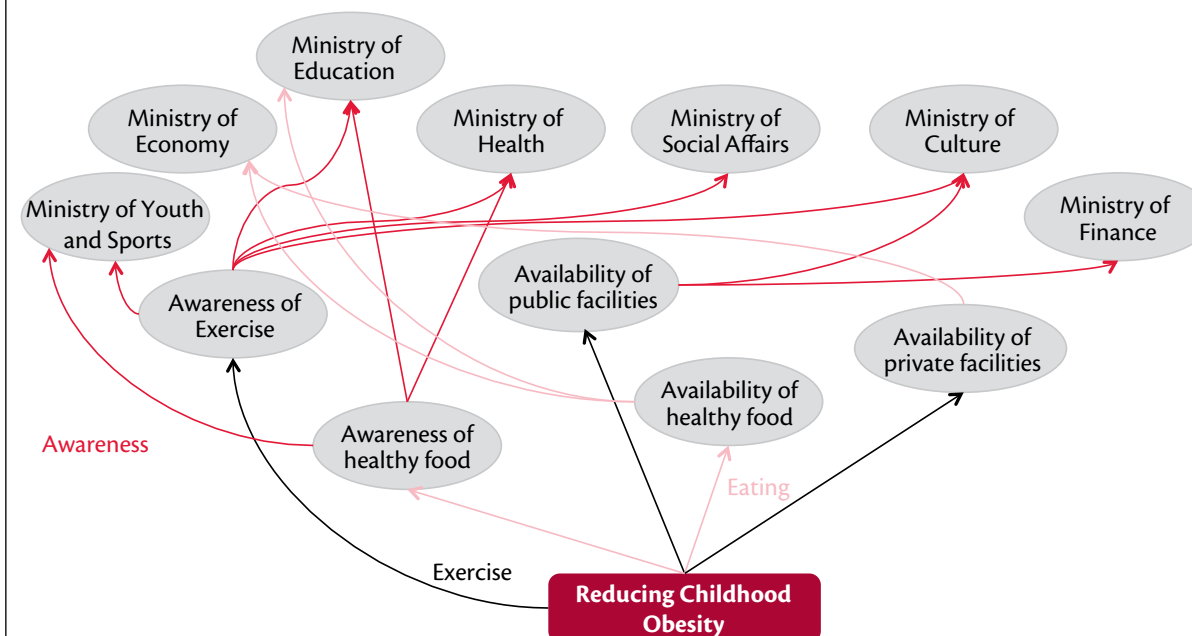 Ministry of
Education
Ministry of
Economy
Ministry of
Health
Ministry of
Social Affairs
Ministry of
Culture
Ministry of Youth
and Sports
Ministry of
Finance
Availability of
public facilities
Awareness of
Exercise
Availability of
private facilities
Availability of
healthy food
Awareness of
healthy food
Awareness
Eating
Exercise
Reducing Childhood
Obesity